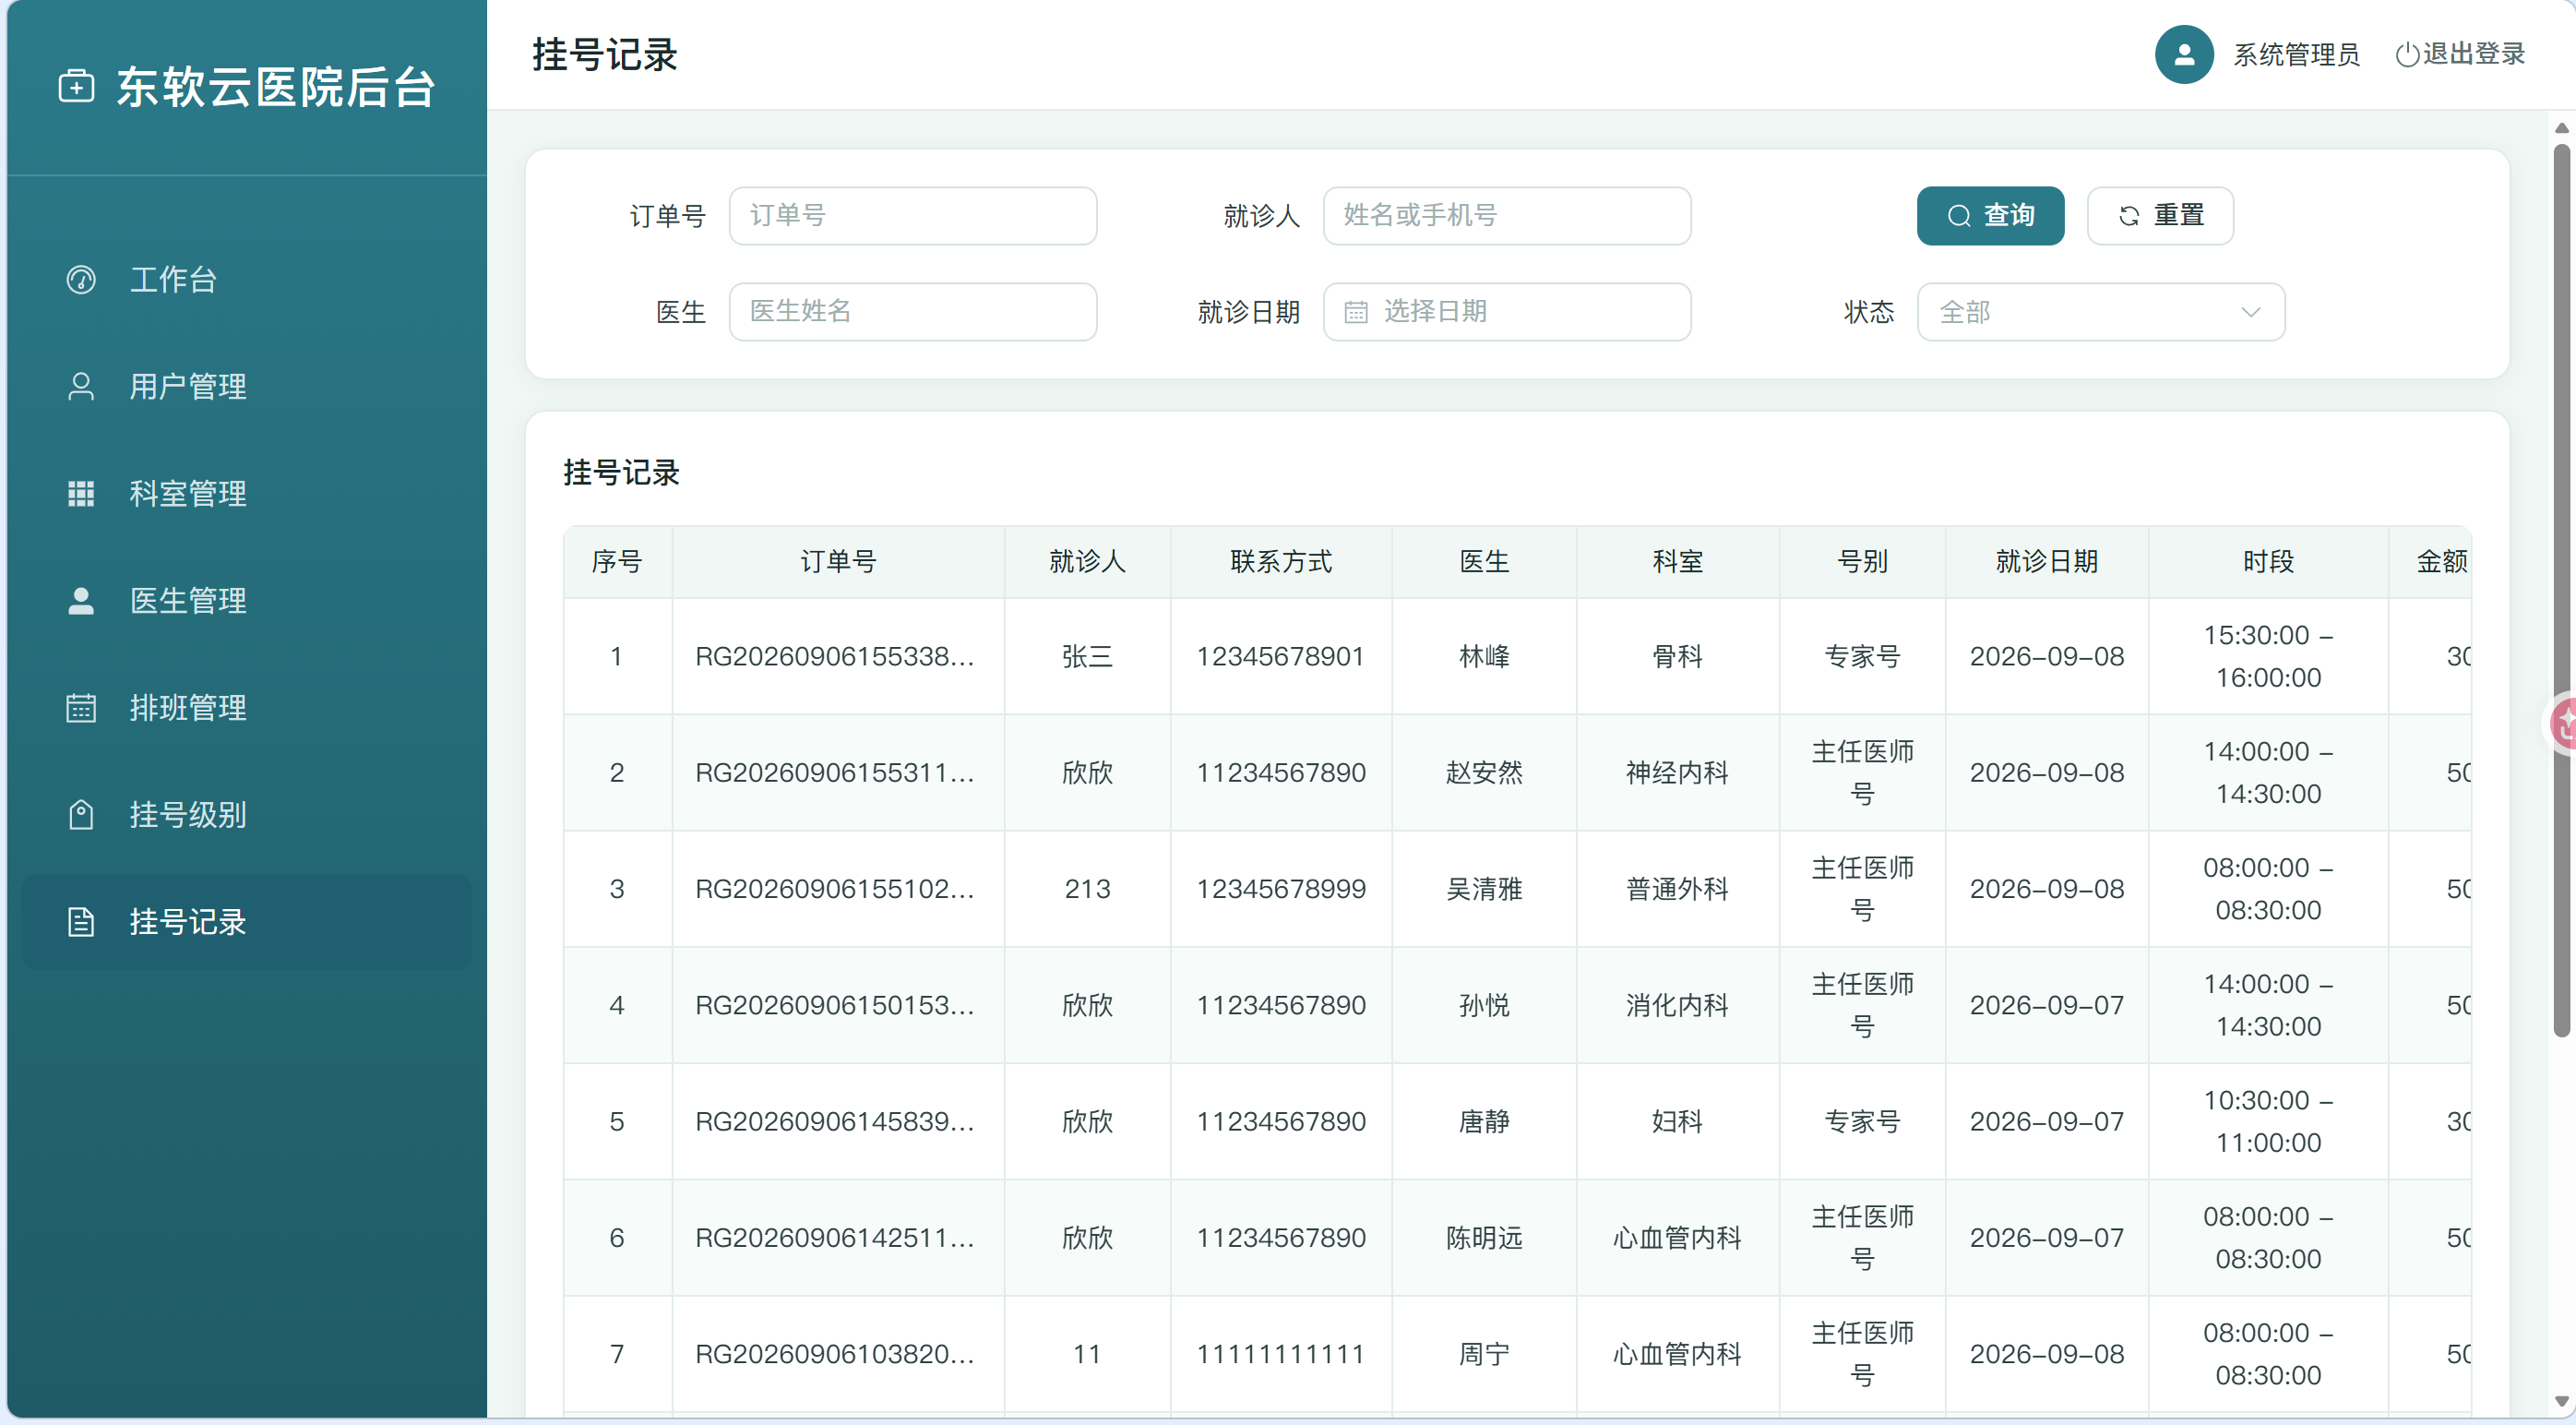 东软云医院后台
工作台
用户管理
科室管理
医生管理
排班管理
挂号级别
挂号记录
挂号记录
系统管理员
退出登录
订单号 订单号 就诊人 姓名或手机号 查询 重置
医生 医生姓名 就诊日期 选择日期 状态 全部
挂号记录
序号 订单号 就诊人 联系方式 医生 科室 号别 就诊日期 时段 金额
1 RG20260906155338... 张三 12345678901 林峰 骨科 专家号 2026-09-08 15:30:00 - 16:00:00 30
2 RG20260906155311... 欣欣 11234567890 赵安然 神经内科 主任医师号 2026-09-08 14:00:00 - 14:30:00 50
3 RG20260906155102... 213 12345678999 吴清雅 普通外科 主任医师号 2026-09-08 08:00:00 - 08:30:00 50
4 RG20260906150153... 欣欣 11234567890 孙悦 消化内科 主任医师号 2026-09-07 14:00:00 - 14:30:00 50
5 RG20260906145839... 欣欣 11234567890 唐静 妇科 专家号 2026-09-07 10:30:00 - 11:00:00 30
6 RG20260906142511... 欣欣 11234567890 陈明远 心血管内科 主任医师号 2026-09-07 08:00:00 - 08:30:00 50
7 RG20260906103820... 11 11111111111 周宁 心血管内科 主任医师号 2026-09-08 08:00:00 - 08:30:00 50